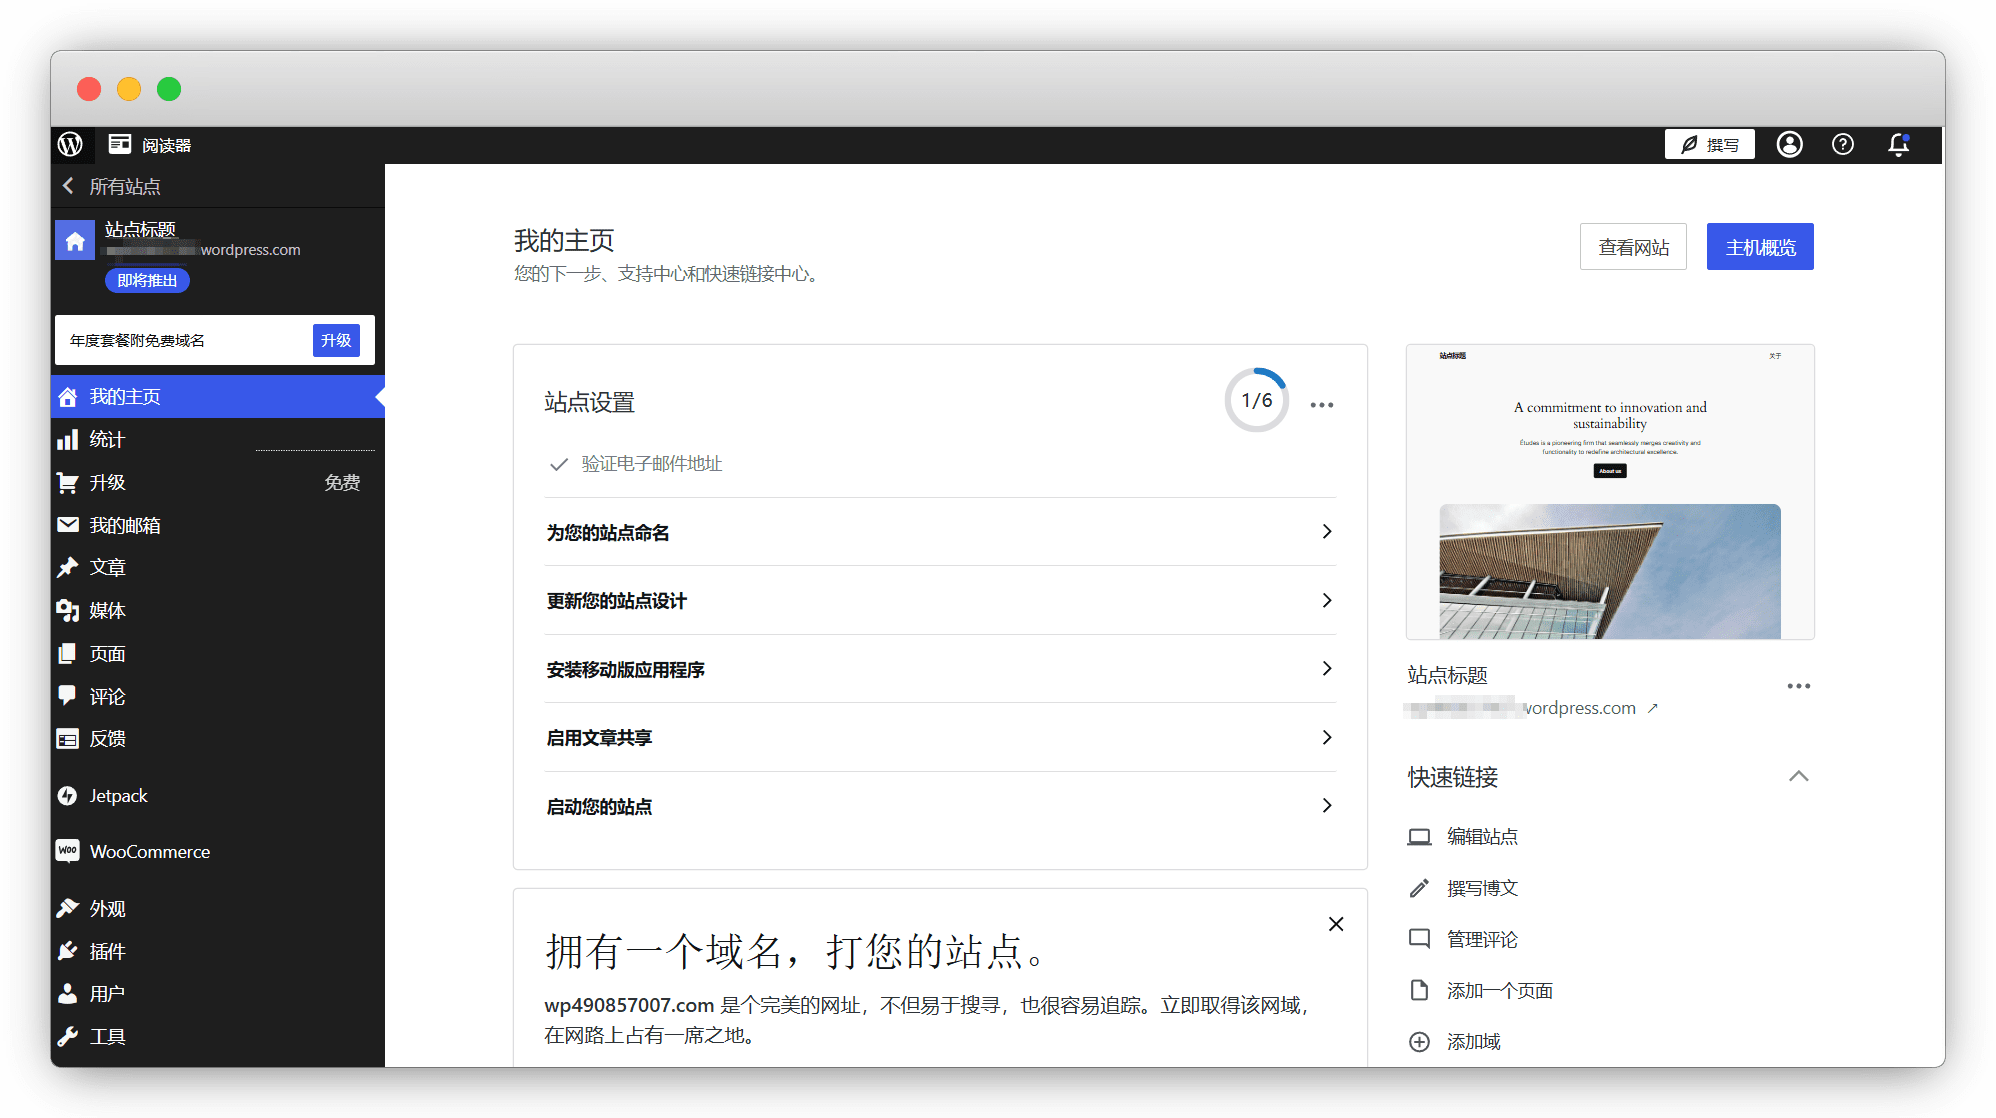 阅读器
撰写
所有站点
站点标题
wordpress.com
即将推出
年度套餐附免费域名
升级
我的主页
统计
升级
免费
我的邮箱
文章
媒体
页面
评论
反馈
Jetpack
WooCommerce
外观
插件
用户
工具
我的主页
您的下一步、支持中心和快速链接中心。
查看网站
主机概览
站点设置
1/6
验证电子邮件地址
为您的站点命名
更新您的站点设计
安装移动版应用程序
启用文章共享
启动您的站点
拥有一个域名，打您的站点。
wp490857007.com 是个完美的网址，不但易于搜寻，也很容易追踪。立即取得该网域，
在网路上占有一席之地。
站点标题
关于
A commitment to innovation and
sustainability
Études is a pioneering firm that seamlessly merges creativity and
functionality to redefine architectural excellence.
About us
站点标题
wordpress.com ↗
快速链接
编辑站点
撰写博文
管理评论
添加一个页面
添加域